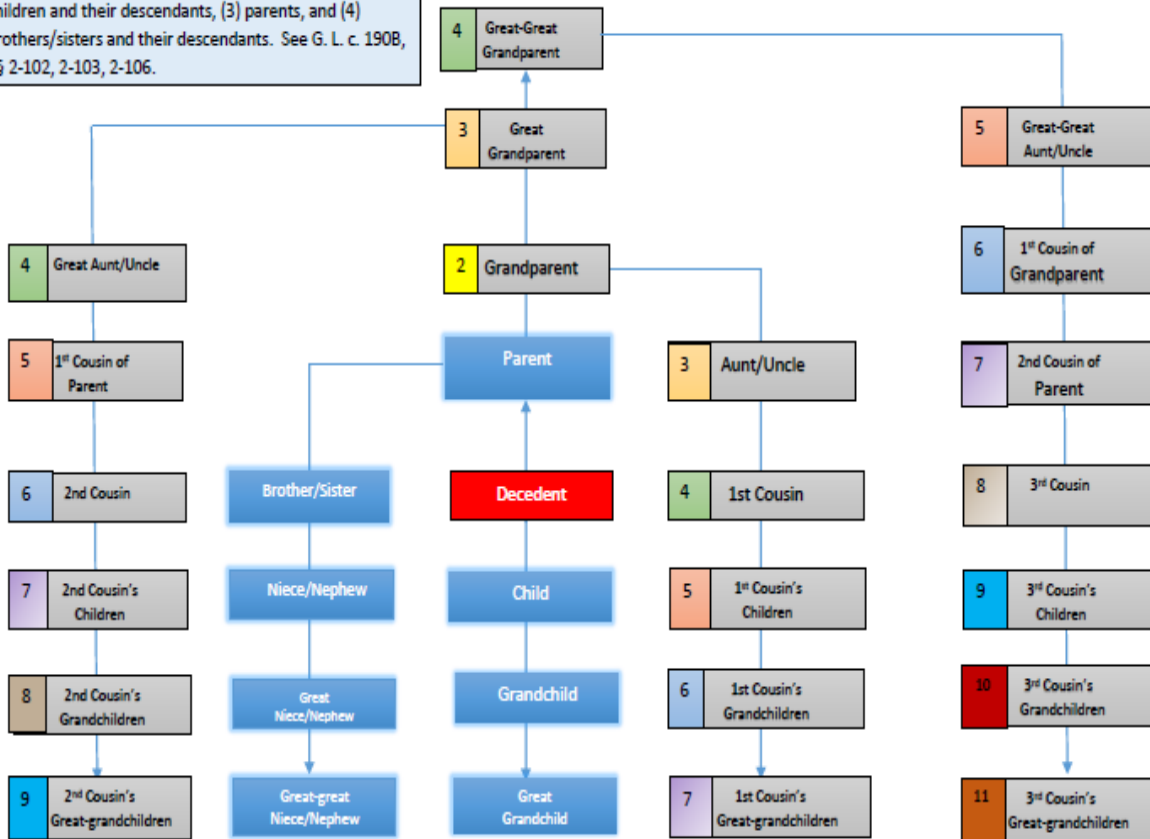 children and their descendants, (3) parents, and (4)
brothers/sisters and their descendants. See G. L. c. 190B,
§ 2-102, 2-103, 2-106.
4
Great-Great
Grandparent
3
Great
Grandparent
5
Great-Great
Aunt/Uncle
4
Great Aunt/Uncle
2
Grandparent
6
1st Cousin of
Grandparent
5
1st Cousin of
Parent
Parent
3
Aunt/Uncle
7
2nd Cousin of
Parent
6
2nd Cousin
Brother/Sister
Decedent
4
1st Cousin
8
3rd Cousin
7
2nd Cousin's
Children
Niece/Nephew
Child
5
1st Cousin's
Children
9
3rd Cousin's
Children
8
2nd Cousin's
Grandchildren
Great
Niece/Nephew
Grandchild
6
1st Cousin's
Grandchildren
10
3rd Cousin's
Grandchildren
9
2nd Cousin's
Great-grandchildren
Great-great
Niece/Nephew
Great
Grandchild
7
1st Cousin's
Great-grandchildren
11
3rd Cousin's
Great-grandchildren